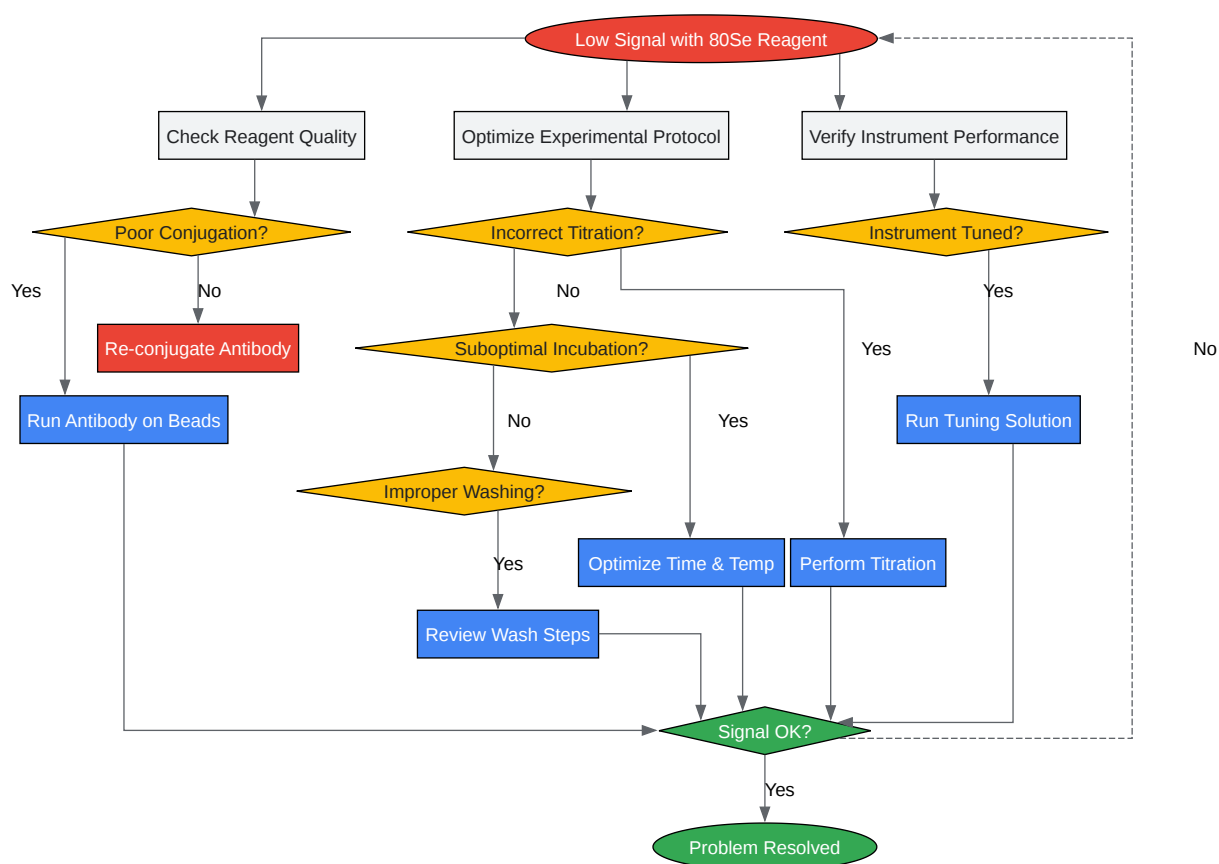 Low Signal with 80Se Reagent
Check Reagent Quality
Optimize Experimental Protocol
Verify Instrument Performance
Poor Conjugation?
Incorrect Titration?
Instrument Tuned?
Yes
No
No
Yes
Re-conjugate Antibody
Suboptimal Incubation?
Yes
No
Run Antibody on Beads
No
Yes
Run Tuning Solution
Improper Washing?
Yes
Optimize Time & Temp
Perform Titration
Review Wash Steps
Signal OK?
Yes
Problem Resolved